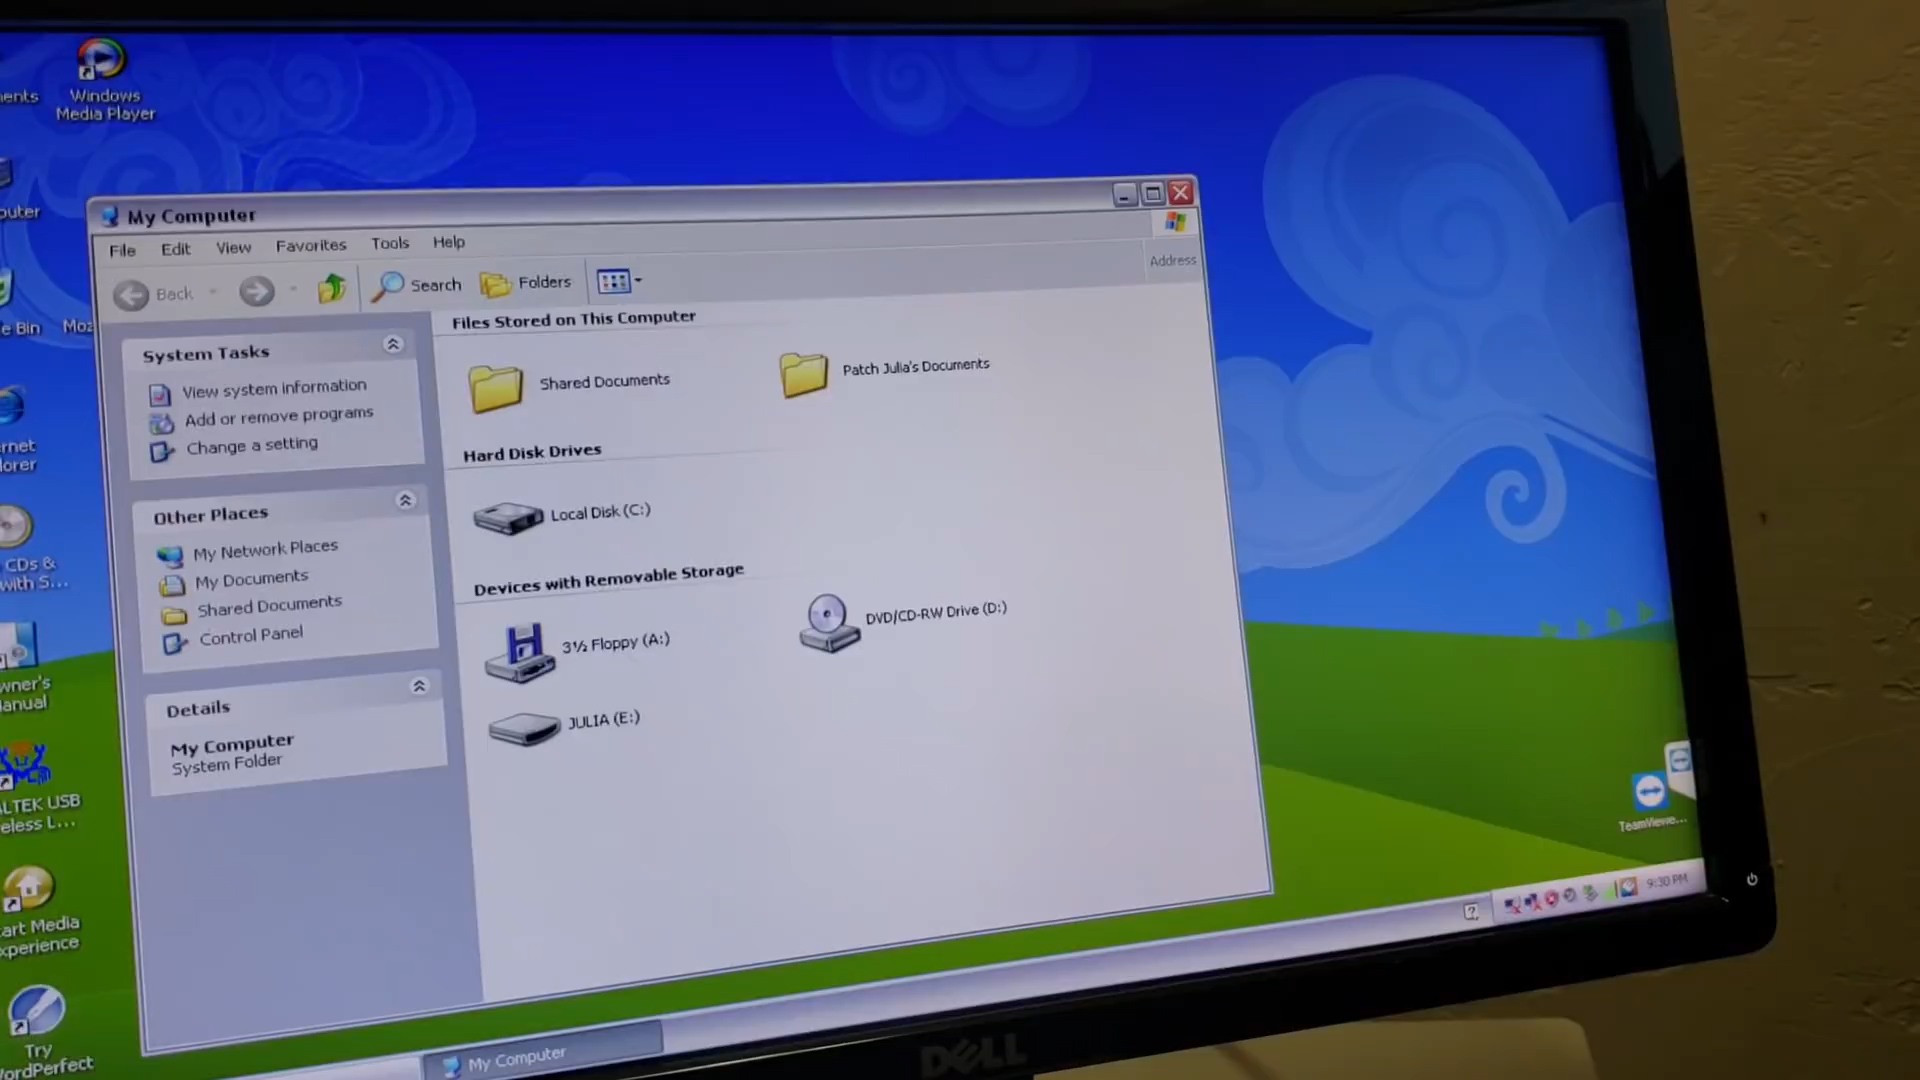 ents
Windows
Media Player
puter
e Bin
Moz
rnet
lorer
CDs &
with S...
wner's
anual
ALTEK USB
eless L...
art Media
xperience
Try
WordPerfect
My Computer
File Edit View Favorites Tools Help
Address
Back
Search
Folders
System Tasks
View system information
Add or remove programs
Change a setting
Other Places
My Network Places
My Documents
Shared Documents
Control Panel
Details
My Computer
System Folder
Files Stored on This Computer
Shared Documents
Patch Julia's Documents
Hard Disk Drives
Local Disk (C:)
Devices with Removable Storage
3½ Floppy (A:)
DVD/CD-RW Drive (D:)
JULIA (E:)
TeamViewe...
?
9:30 PM
My Computer
DELL